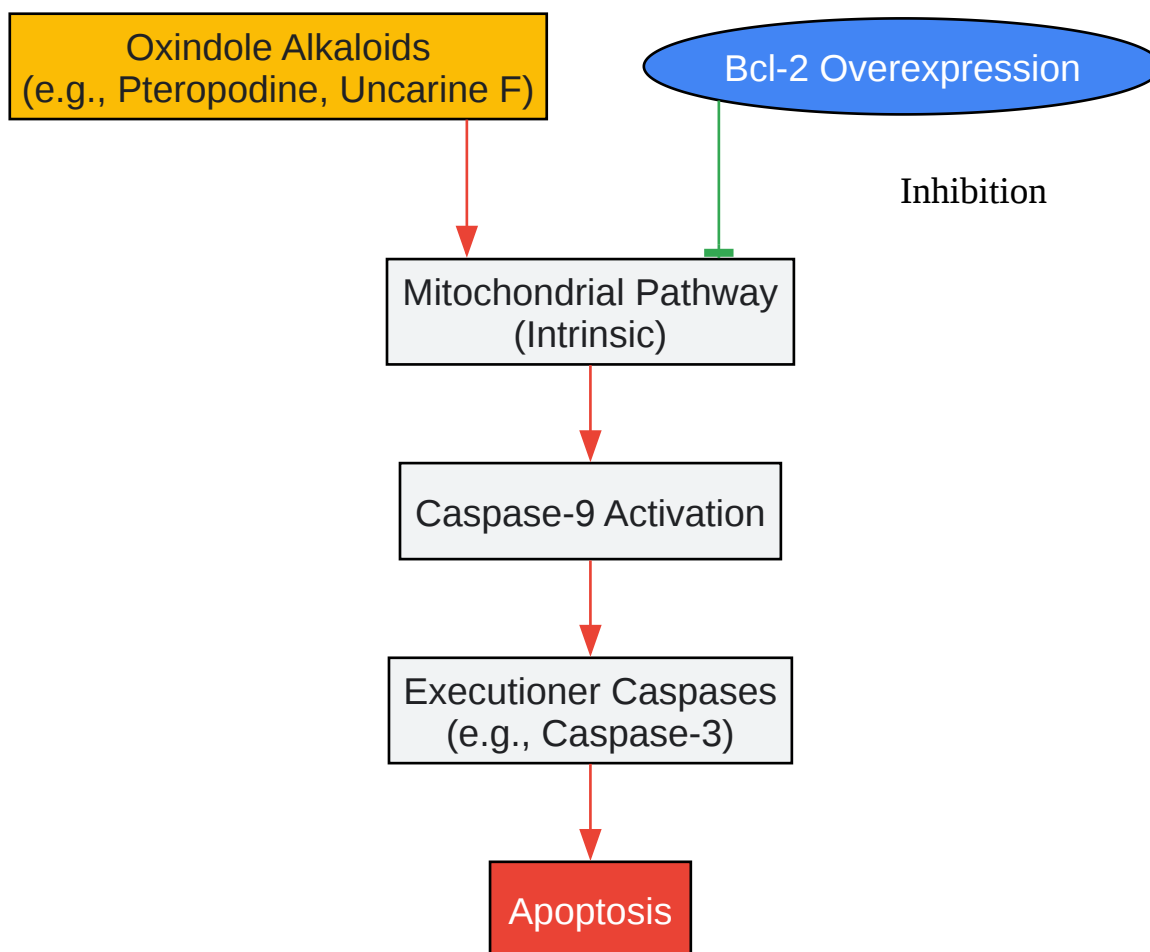 Oxindole Alkaloids
(e.g., Pteropodine, Uncarine F)
Bcl-2 Overexpression
Inhibition
Mitochondrial Pathway
(Intrinsic)
Caspase-9 Activation
Executioner Caspases
(e.g., Caspase-3)
Apoptosis